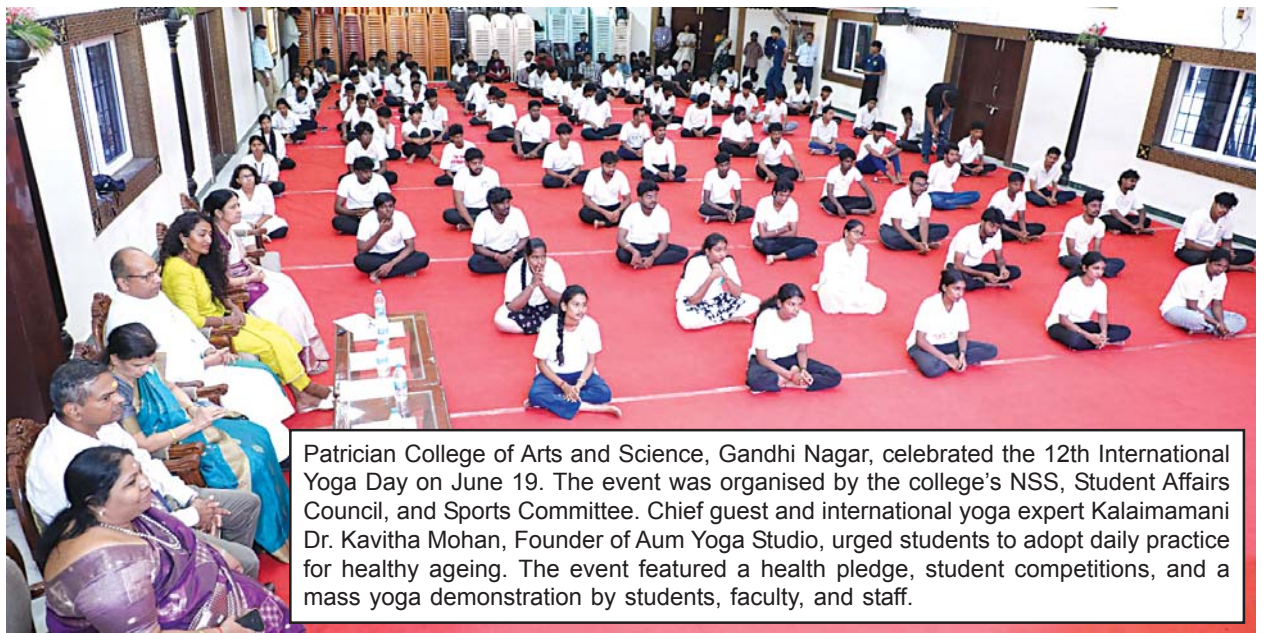 Patrician College of Arts and Science, Gandhi Nagar, celebrated the 12th International
Yoga Day on June 19. The event was organised by the college's NSS, Student Affairs
Council, and Sports Committee. Chief guest and international yoga expert Kalaimamani
Dr. Kavitha Mohan, Founder of Aum Yoga Studio, urged students to adopt daily practice
for healthy ageing. The event featured a health pledge, student competitions, and a
mass yoga demonstration by students, faculty, and staff.